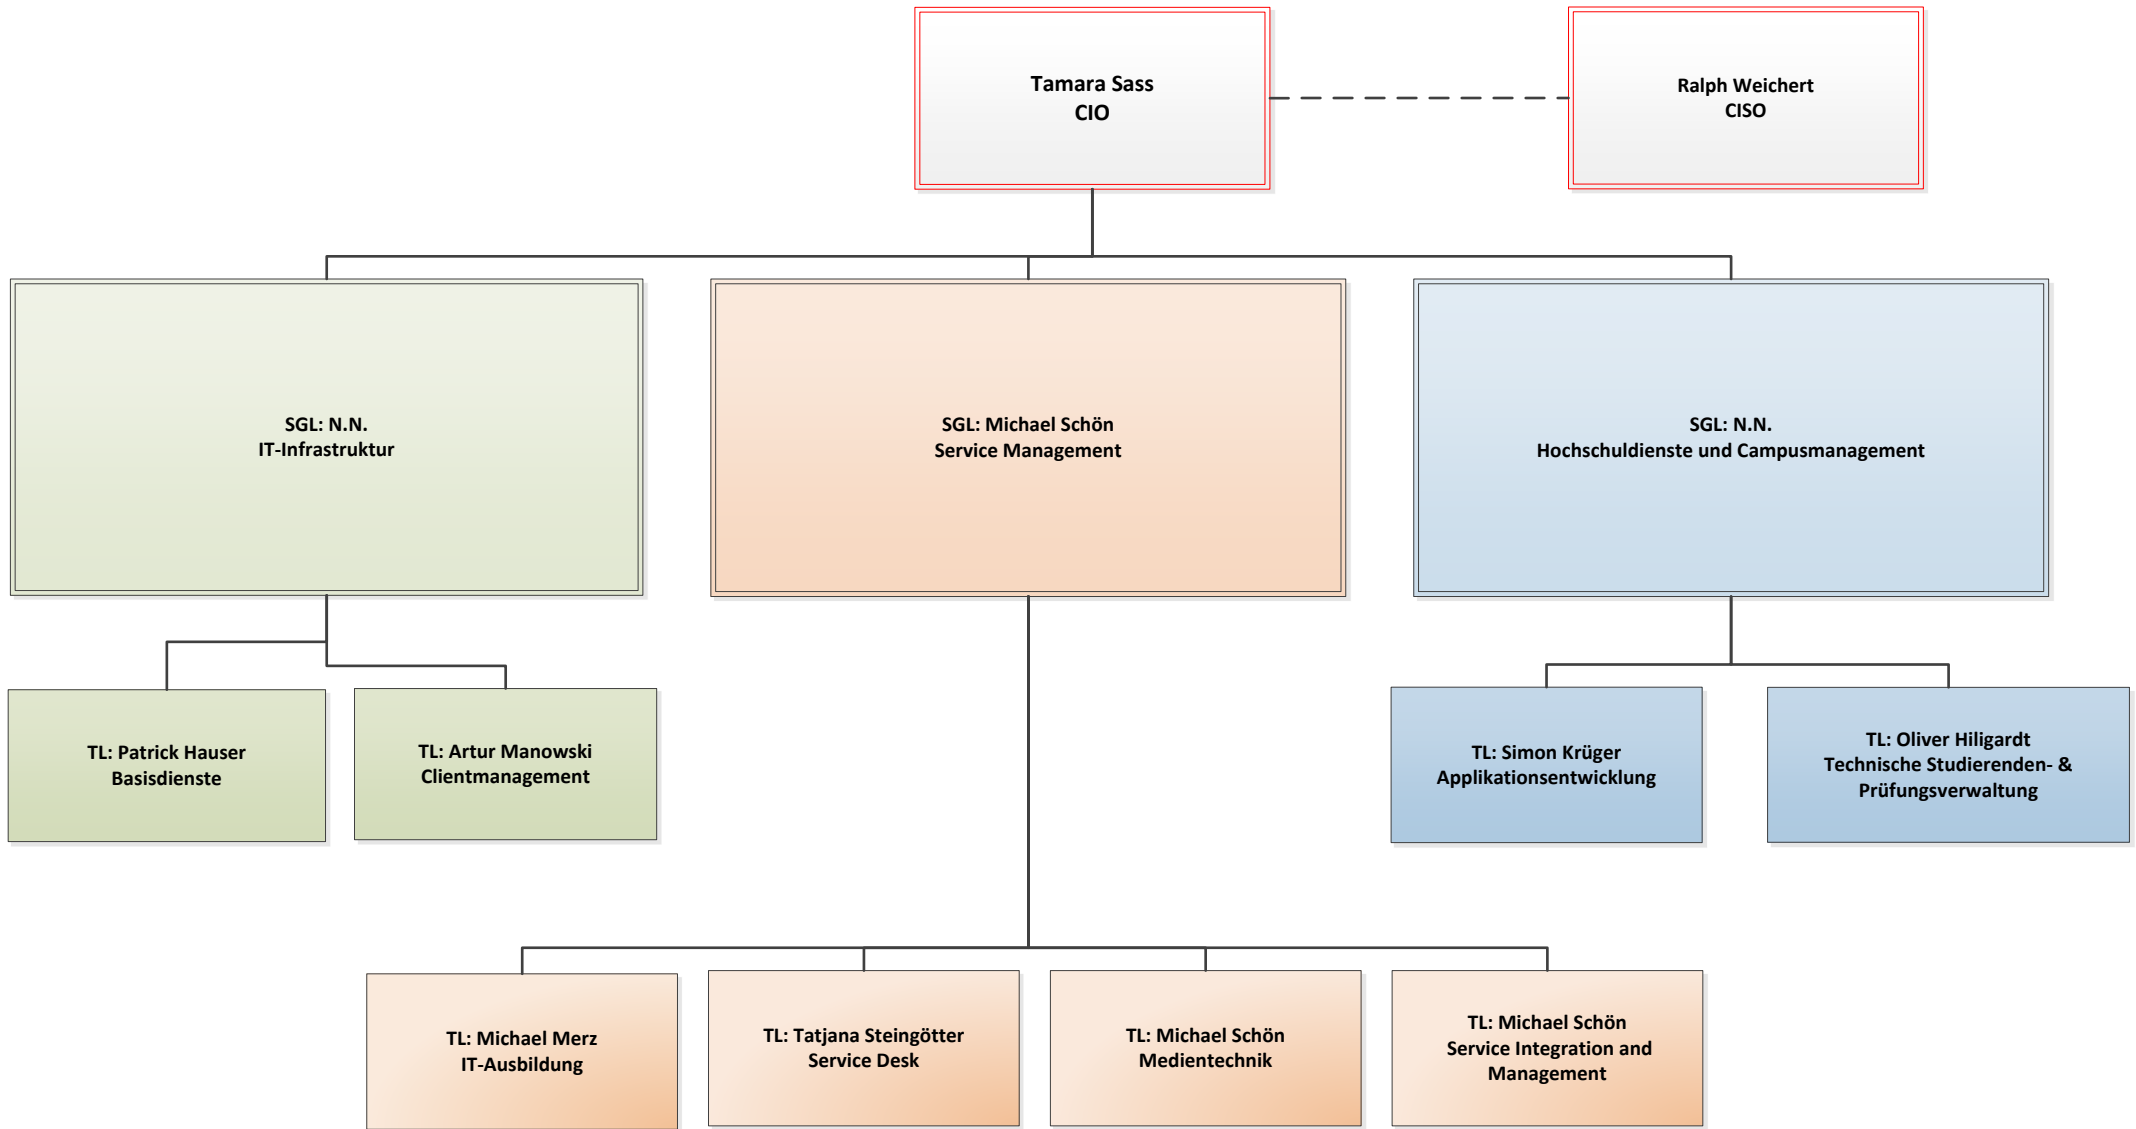 Tamara Sass
CIO
Ralph Weichert
CISO
SGL: N.N.
IT-Infrastruktur
SGL: Michael Schön
Service Management
SGL: N.N.
Hochschuldienste und Campusmanagement
TL: Patrick Hauser
Basisdienste
TL: Artur Manowski
Clientmanagement
TL: Simon Krüger
Applikationsentwicklung
TL: Oliver Hiligardt
Technische Studierenden- &
Prüfungsverwaltung
TL: Michael Merz
IT-Ausbildung
TL: Tatjana Steingötter
Service Desk
TL: Michael Schön
Medientechnik
TL: Michael Schön
Service Integration and
Management